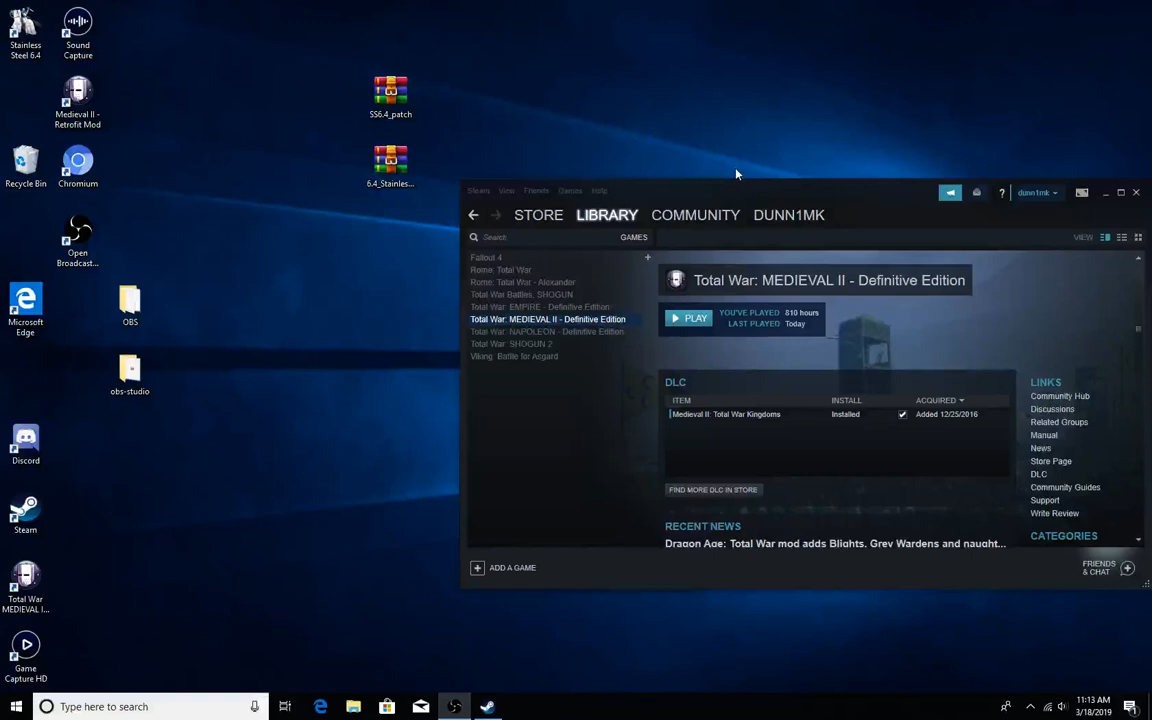 Stainless
Steel 6.4
Sound
Capture
Medieval II -
Retrofit Mod
Recycle Bin
Chromium
Open
Broadcast...
OBS
Microsoft
Edge
obs-studio
Discord
Steam
Total War
MEDIEVAL I...
Game
Capture HD
SS6.4_patch
6.4_Stainles...
Steam View Friends Games Help
dunn1mk
STORE LIBRARY COMMUNITY DUNN1MK
Search GAMES
VIEW
Fallout 4
Rome: Total War
Rome: Total War - Alexander
Total War Battles, SHOGUN
Total War: EMPIRE - Definitive Edition
Total War: MEDIEVAL II - Definitive Edition
Total War: NAPOLEON - Definitive Edition
Total War: SHOGUN 2
Viking: Battle for Asgard
Total War: MEDIEVAL II - Definitive Edition
PLAY
YOU'VE PLAYED 810 hours
LAST PLAYED Today
DLC
ITEM INSTALL ACQUIRED
Medieval II: Total War Kingdoms Installed Added 12/25/2016
FIND MORE DLC IN STORE
RECENT NEWS
Dragon Age: Total War mod adds Blights, Grey Wardens and naught...
LINKS
Community Hub
Discussions
Related Groups
Manual
News
Store Page
DLC
Community Guides
Support
Write Review
CATEGORIES
ADD A GAME
FRIENDS
& CHAT
Type here to search
11:13 AM
3/18/2019